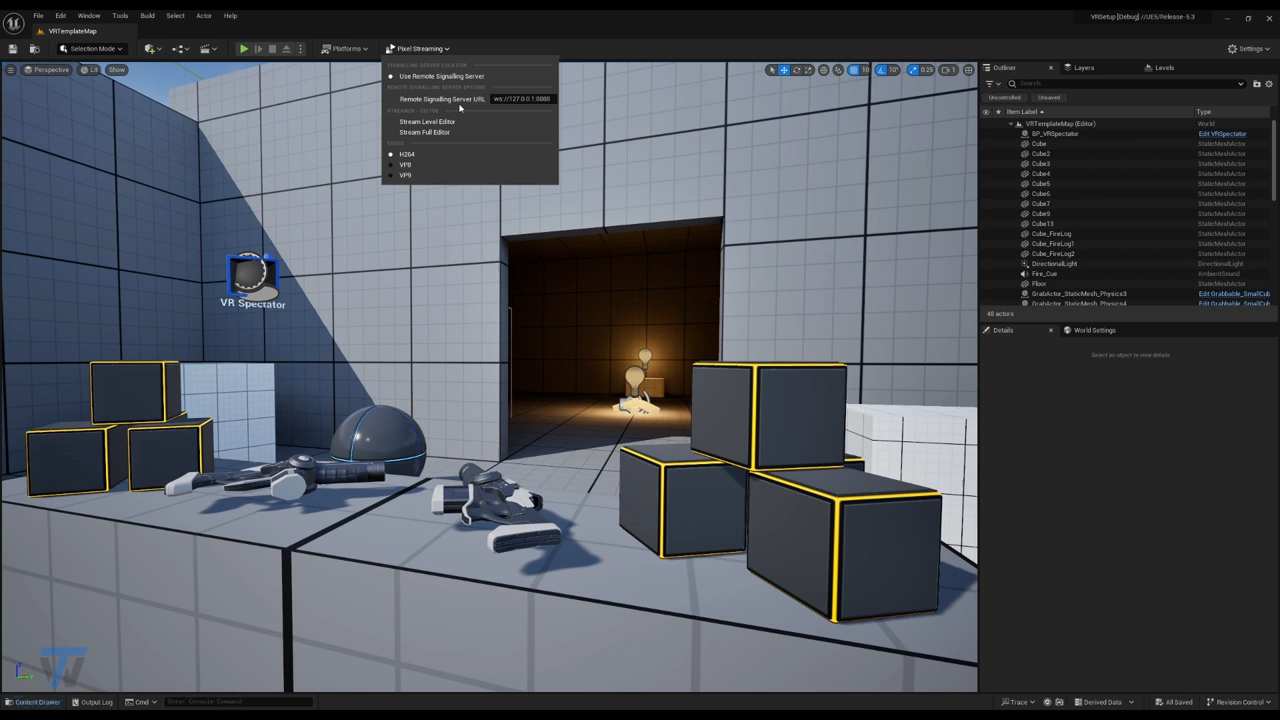 File Edit Window Tools Build Select Actor Help
VRSetup [Debug] //UE5/Release-5.3
VRTemplateMap
Selection Mode
Platforms
Pixel Streaming
Settings
SIGNALLING SERVER LOCATION
Use Remote Signalling Server
REMOTE SIGNALLING SERVER OPTIONS
Remote Signalling Server URL ws://127.0.0.1:8888
STREAMER - EDITOR
Stream Level Editor
Stream Full Editor
CODEC
H264
VP8
VP9
Perspective Lit Show
10 10° 0.25 1
VR Spectator
Outliner Layers Levels
Search
Uncontrolled Unsaved
Item Label Type
VRTemplateMap (Editor) World
BP_VRSpectator Edit VRSpectator
Cube StaticMeshActor
Cube2 StaticMeshActor
Cube3 StaticMeshActor
Cube4 StaticMeshActor
Cube5 StaticMeshActor
Cube6 StaticMeshActor
Cube7 StaticMeshActor
Cube9 StaticMeshActor
Cube13 StaticMeshActor
Cube_FireLog StaticMeshActor
Cube_FireLog1 StaticMeshActor
Cube_FireLog2 StaticMeshActor
DirectionalLight DirectionalLight
Fire_Cue AmbientSound
Floor StaticMeshActor
GrabActor_StaticMesh_Physics3 Edit Grabbable_SmallCub
GrabActor_StaticMesh_Physics4 Edit Grabbable_SmallCub
40 actors
Details World Settings
Select an object to view details.
Content Drawer Output Log Cmd Enter Console Command
Trace Derived Data All Saved Revision Control